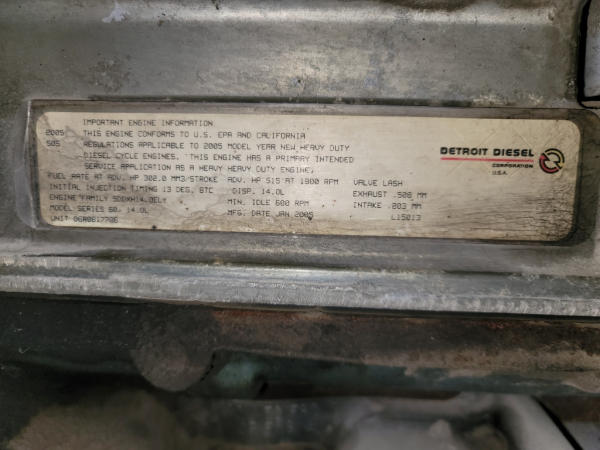 IMPORTANT ENGINE INFORMATION
2005 THIS ENGINE CONFORMS TO U.S. EPA AND CALIFORNIA
50S REGULATIONS APPLICABLE TO 2005 MODEL YEAR NEW HEAVY DUTY
DIESEL CYCLE ENGINES. THIS ENGINE HAS A PRIMARY INTENDED
SERVICE APPLICATION AS A HEAVY HEAVY DUTY ENGINE.
FUEL RATE AT ADV. HP 302.0 MM3/STROKE ADV. HP 515 AT 1800 RPM VALVE LASH
INITIAL INJECTION TIMING 13 DEG. BTC DISP. 14.0L EXHAUST .508 MM
ENGINE FAMILY 5DDXH14.0ELY MIN. IDLE 600 RPM INTAKE .203 MM
MODEL SERIES 60, 14.0L MFG. DATE JAN 2005 L15013
UNIT 06R0817706
DETROIT DIESEL
CORPORATION
U.S.A.